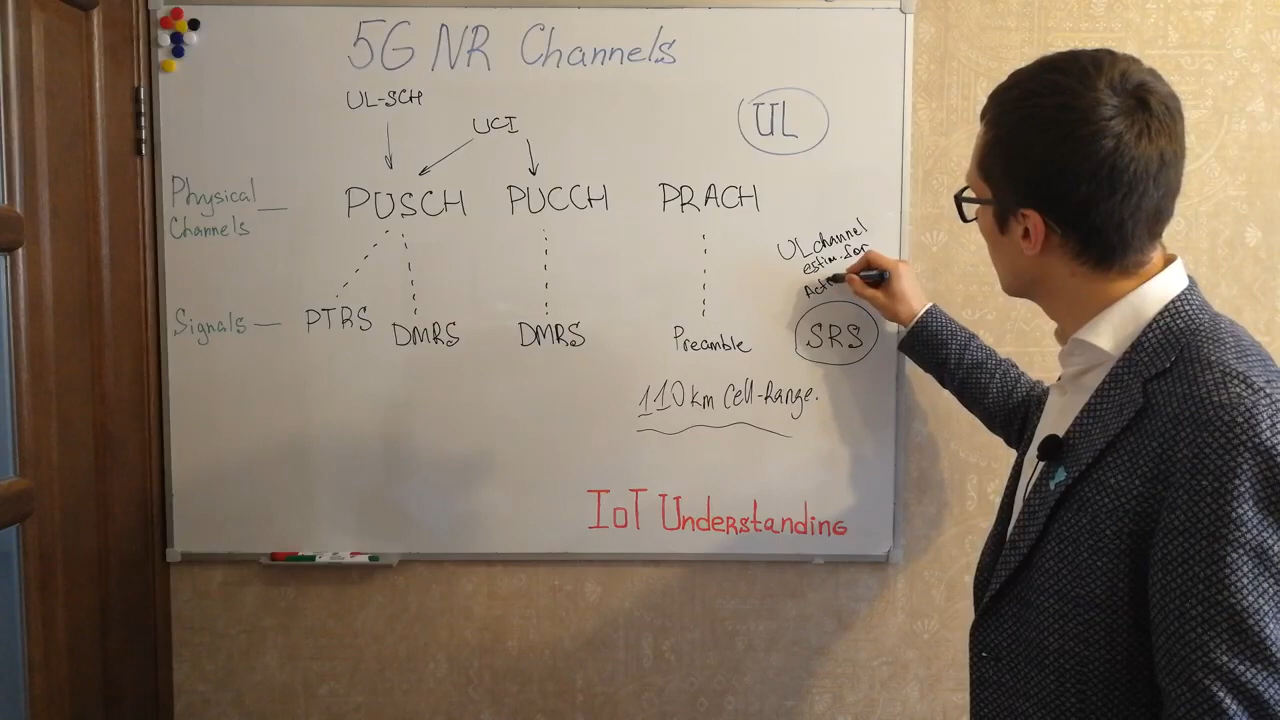 5G NR Channels
UL-SCH
UCI
UL
Physical
Channels
PUSCH
PUCCH
PRACH
UL channel
estim. for
Signals
PTRS
DMRS
DMRS
Preamble
SRS
110 km Cell-Range.
IoT Understanding